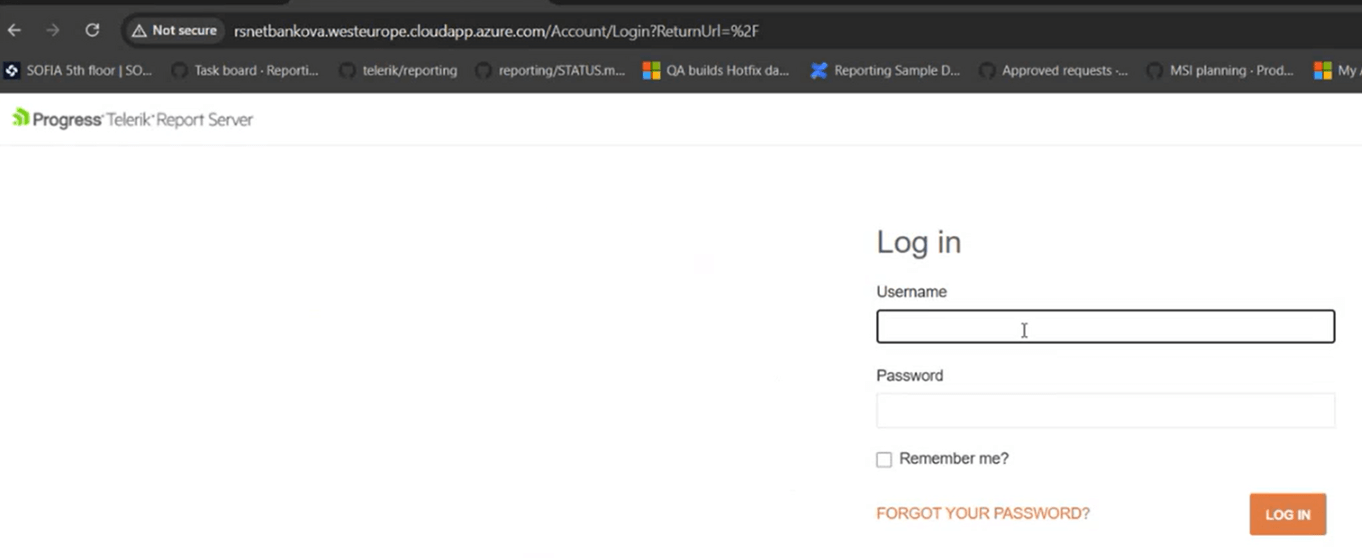 Not secure rsnetbankova.westeurope.cloudapp.azure.com/Account/Login?ReturnUrl=%2F
SOFIA 5th floor | SO... Task board · Reporti... telerik/reporting reporting/STATUS.m... QA builds Hotfix da... Reporting Sample D... Approved requests ·... MSI planning · Prod... My
Progress® Telerik® Report Server
Log in
Username
Password
Remember me?
FORGOT YOUR PASSWORD?
LOG IN